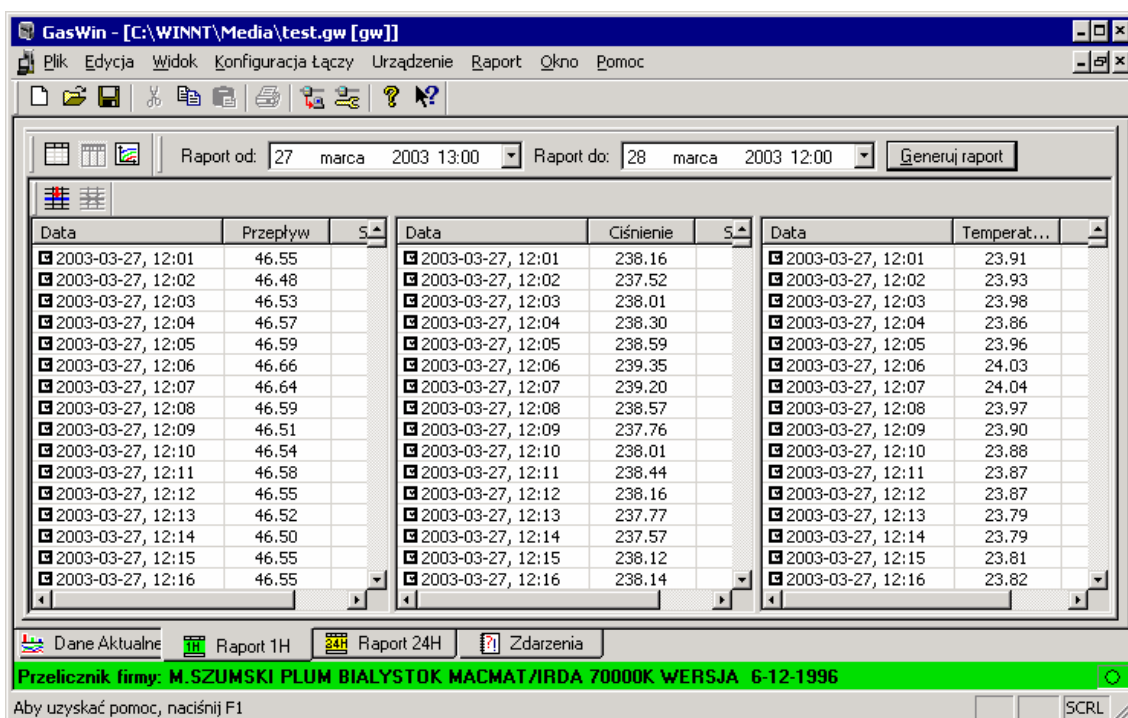 GasWin - [C:\WINNT\Media\test.gw [gw]]
Plik Edycja Widok Konfiguracja Łączy Urządzenie Raport Okno Pomoc
Raport od: 27 marca 2003 13:00 Raport do: 28 marca 2003 12:00 Generuj raport
Data Przepływ S Data Ciśnienie S Data Temperat...
2003-03-27, 12:01 46.55 2003-03-27, 12:01 238.16 2003-03-27, 12:01 23.91
2003-03-27, 12:02 46.48 2003-03-27, 12:02 237.52 2003-03-27, 12:02 23.93
2003-03-27, 12:03 46.53 2003-03-27, 12:03 238.01 2003-03-27, 12:03 23.98
2003-03-27, 12:04 46.57 2003-03-27, 12:04 238.30 2003-03-27, 12:04 23.86
2003-03-27, 12:05 46.59 2003-03-27, 12:05 238.59 2003-03-27, 12:05 23.96
2003-03-27, 12:06 46.66 2003-03-27, 12:06 239.35 2003-03-27, 12:06 24.03
2003-03-27, 12:07 46.64 2003-03-27, 12:07 239.20 2003-03-27, 12:07 24.04
2003-03-27, 12:08 46.59 2003-03-27, 12:08 238.57 2003-03-27, 12:08 23.97
2003-03-27, 12:09 46.51 2003-03-27, 12:09 237.76 2003-03-27, 12:09 23.90
2003-03-27, 12:10 46.54 2003-03-27, 12:10 238.01 2003-03-27, 12:10 23.88
2003-03-27, 12:11 46.58 2003-03-27, 12:11 238.44 2003-03-27, 12:11 23.87
2003-03-27, 12:12 46.55 2003-03-27, 12:12 238.16 2003-03-27, 12:12 23.87
2003-03-27, 12:13 46.52 2003-03-27, 12:13 237.77 2003-03-27, 12:13 23.79
2003-03-27, 12:14 46.50 2003-03-27, 12:14 237.57 2003-03-27, 12:14 23.79
2003-03-27, 12:15 46.55 2003-03-27, 12:15 238.12 2003-03-27, 12:15 23.81
2003-03-27, 12:16 46.55 2003-03-27, 12:16 238.14 2003-03-27, 12:16 23.82
Dane Aktualne 1H Raport 1H 24H Raport 24H Zdarzenia
Przelicznik firmy: M.SZUMSKI PLUM BIALYSTOK MACMAT/IRDA 70000K WERSJA 6-12-1996
Aby uzyskać pomoc, naciśnij F1 SCRL